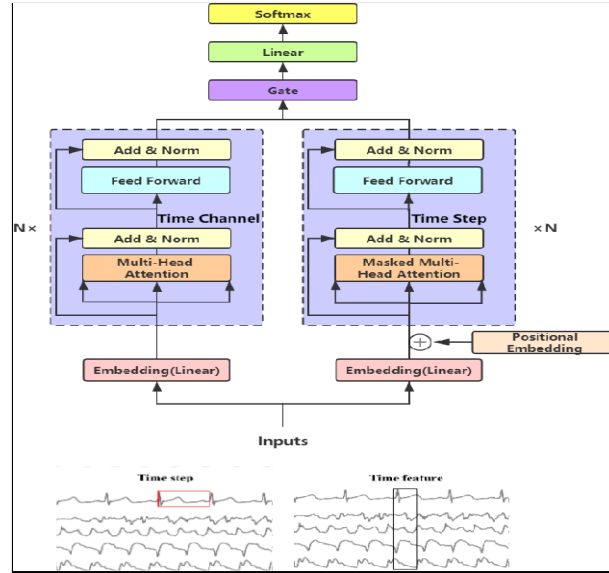 Softmax
Linear
Gate
Add & Norm
Feed Forward
Time Channel
Add & Norm
Multi-Head
Attention
N×
Embedding(Linear)
Add & Norm
Feed Forward
Time Step
Add & Norm
Masked Multi-
Head Attention
×N
Positional
Embedding
Embedding(Linear)
Inputs
Time step
Time feature